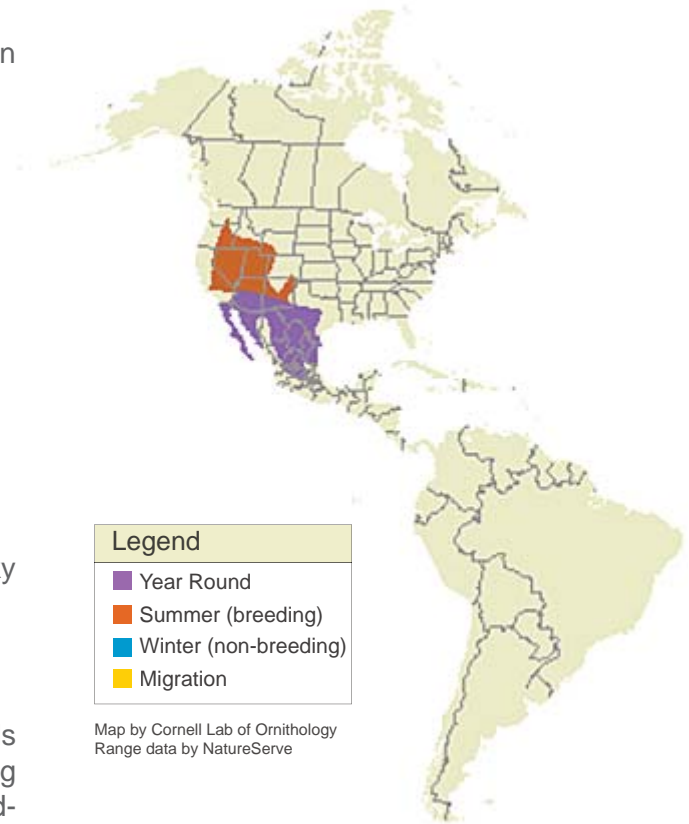 n
y
Legend
Year Round
Summer (breeding)
Winter (non-breeding)
Migration
Map by Cornell Lab of Ornithology
Range data by NatureServe
s
g
d-